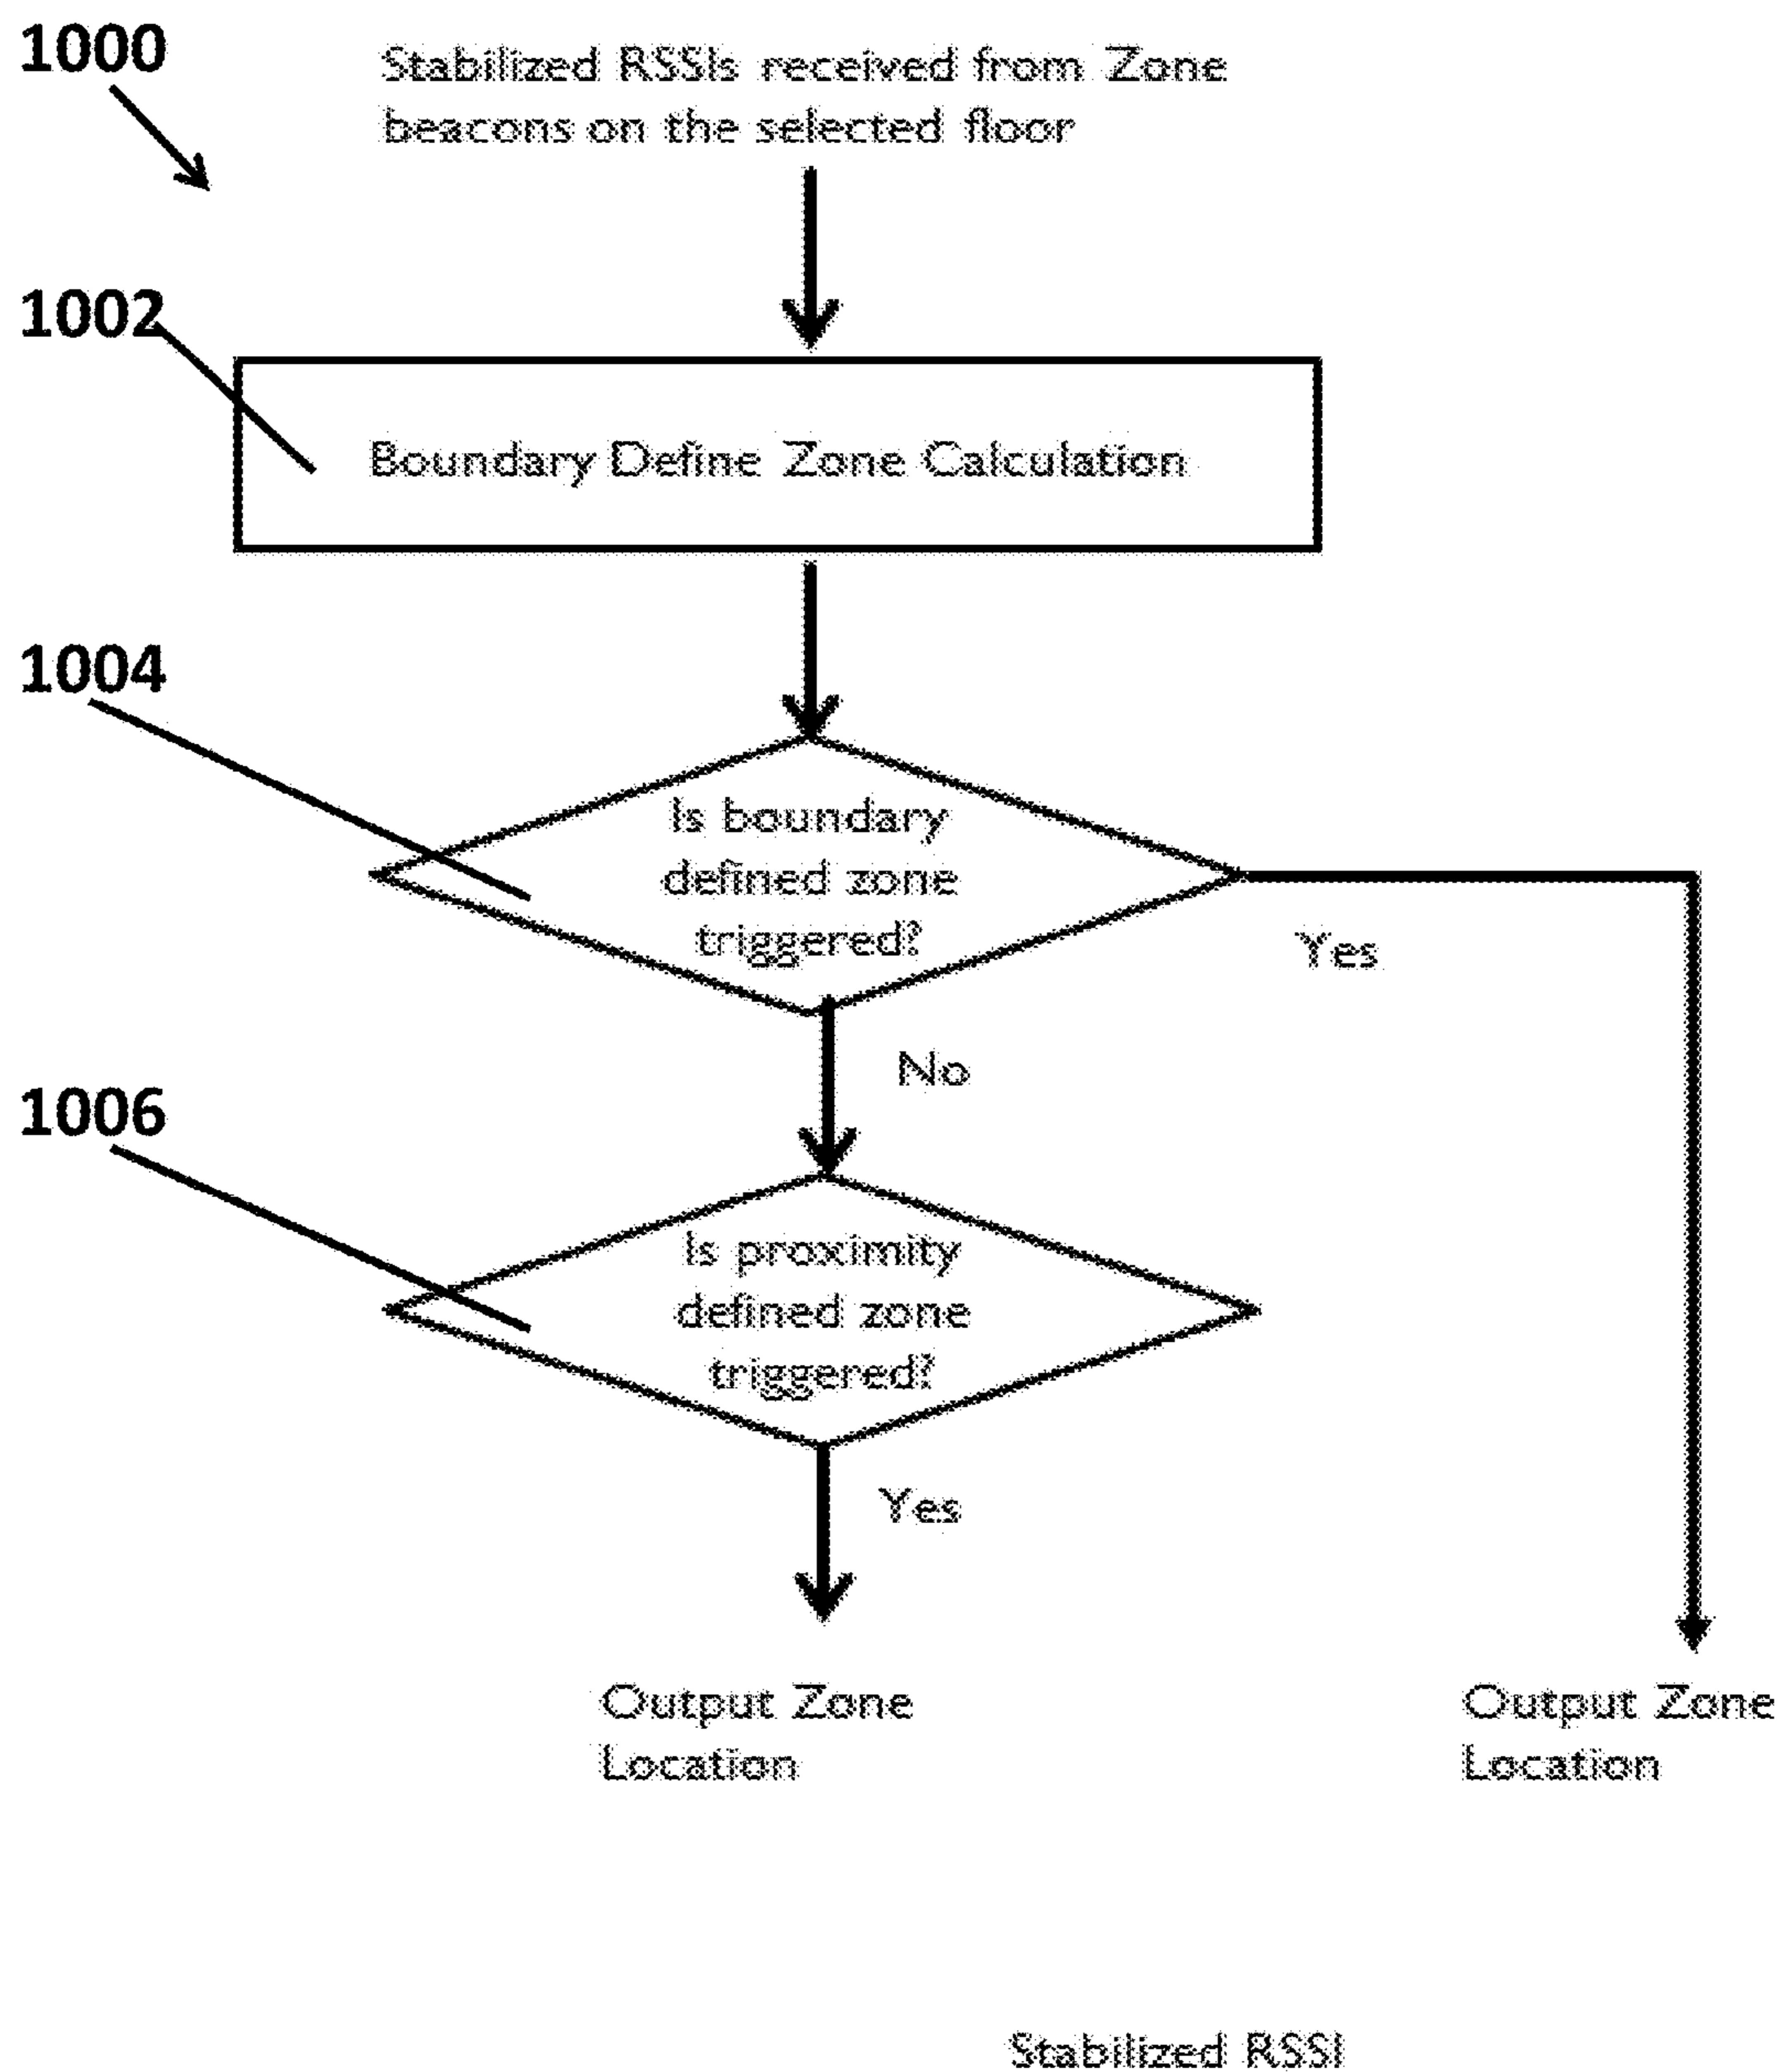 1000
Stabilized RSSIs received from Zone
beacons on the selected floor
1002
Boundary Define Zone Calculation
1004
Is boundary
defined zone
triggered?
Yes
No
1006
Is proximity
defined zone
triggered?
Yes
Output Zone
Location
Output Zone
Location
Stabilized RSSI